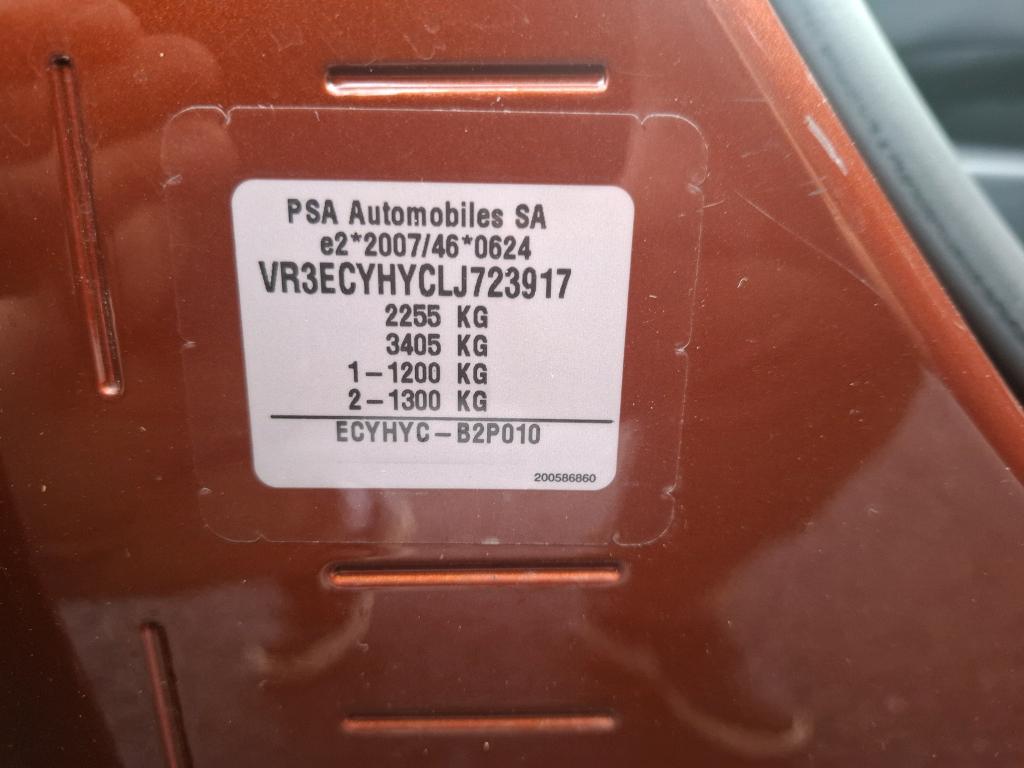 PSA Automobiles SA
e2*2007/46*0624
VR3ECYHYCLJ723917
2255 KG
3405 KG
1-1200 KG
2-1300 KG
ECYHYC-B2P010
200586860